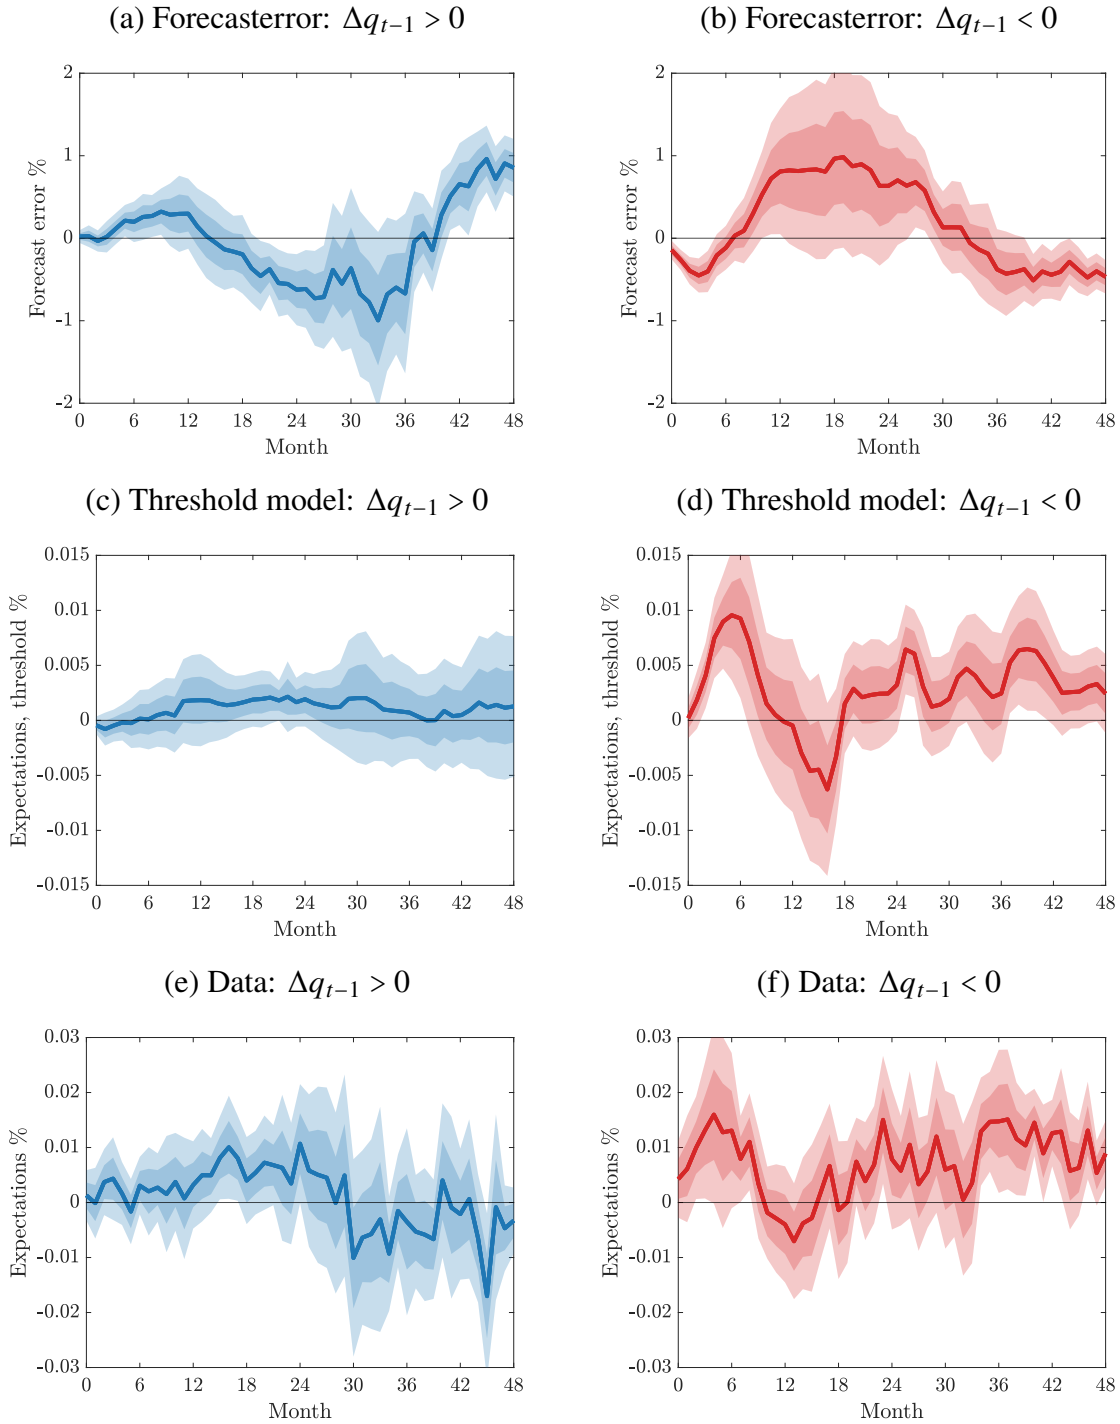 (a) Forecasterror: Δq_{t−1} > 0
(b) Forecasterror: Δq_{t−1} < 0
Forecast error %
2
1
0
-1
-2
0 6 12 18 24 30 36 42 48
Month
Forecast error %
2
1
0
-1
-2
0 6 12 18 24 30 36 42 48
Month
(c) Threshold model: Δq_{t−1} > 0
(d) Threshold model: Δq_{t−1} < 0
Expectations, threshold %
0.015
0.01
0.005
0
-0.005
-0.01
-0.015
0 6 12 18 24 30 36 42 48
Month
Expectations, threshold %
0.015
0.01
0.005
0
-0.005
-0.01
-0.015
0 6 12 18 24 30 36 42 48
Month
(e) Data: Δq_{t−1} > 0
(f) Data: Δq_{t−1} < 0
Expectations %
0.03
0.02
0.01
0
-0.01
-0.02
-0.03
0 6 12 18 24 30 36 42 48
Month
Expectations %
0.03
0.02
0.01
0
-0.01
-0.02
-0.03
0 6 12 18 24 30 36 42 48
Month